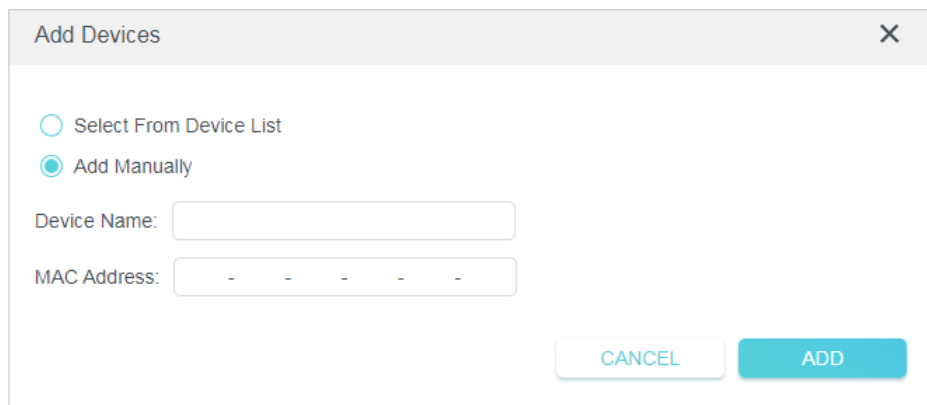 Add Devices
Select From Device List
Add Manually
Device Name:
MAC Address: - - - - -
CANCEL ADD